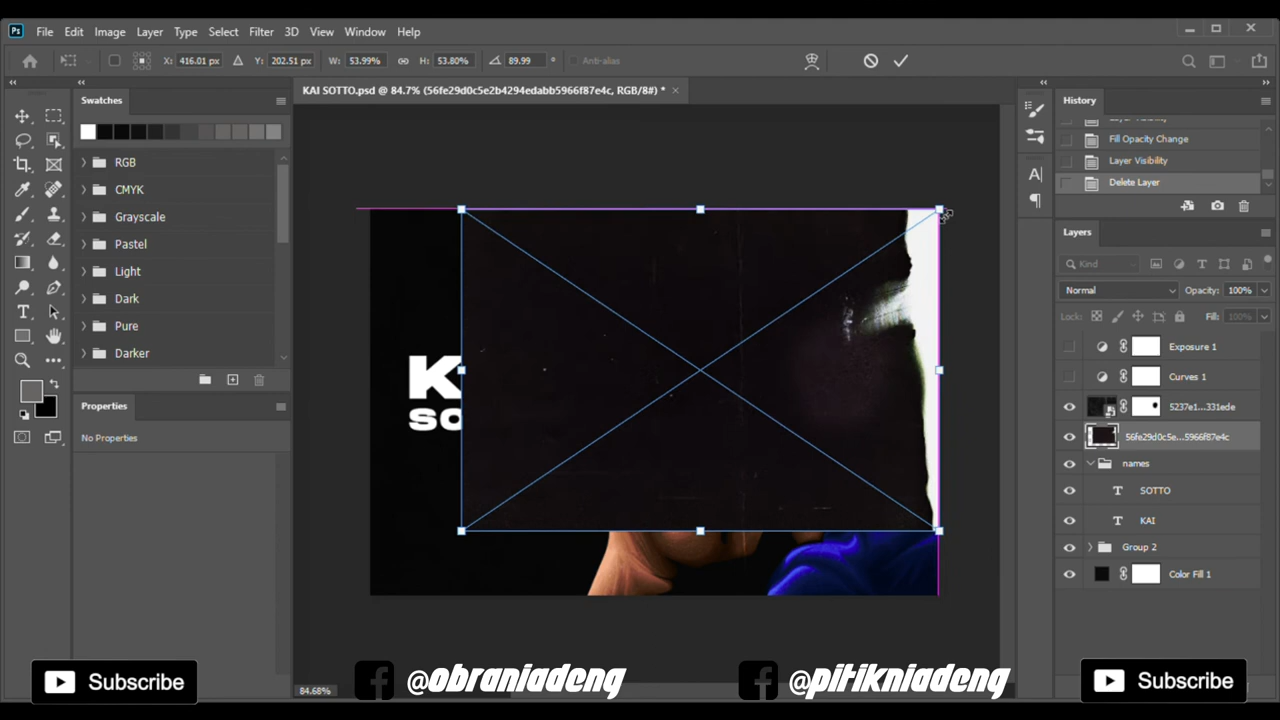 Ps File Edit Image Layer Type Select Filter 3D View Window Help
X: 416.01 px Y: 202.51 px W: 53.99% H: 53.80% 89.99 ° Anti-alias
Swatches
RGB
CMYK
Grayscale
Pastel
Light
Dark
Pure
Darker
Properties
No Properties
KAI SOTTO.psd @ 84.7% (56fe29d0c5e2b4294edabb5966f87e4c, RGB/8#) *
K
SO
84.68%
History
Layer Visibility
Fill Opacity Change
Layer Visibility
Delete Layer
Layers
Kind
Normal Opacity: 100%
Lock: Fill: 100%
Exposure 1
Curves 1
5237e1...331ede
56fe29d0c5e...5966f87e4c
names
T SOTTO
T KAI
Group 2
Color Fill 1
Subscribe
@obraniadeng
@pitikniadeng
Subscribe